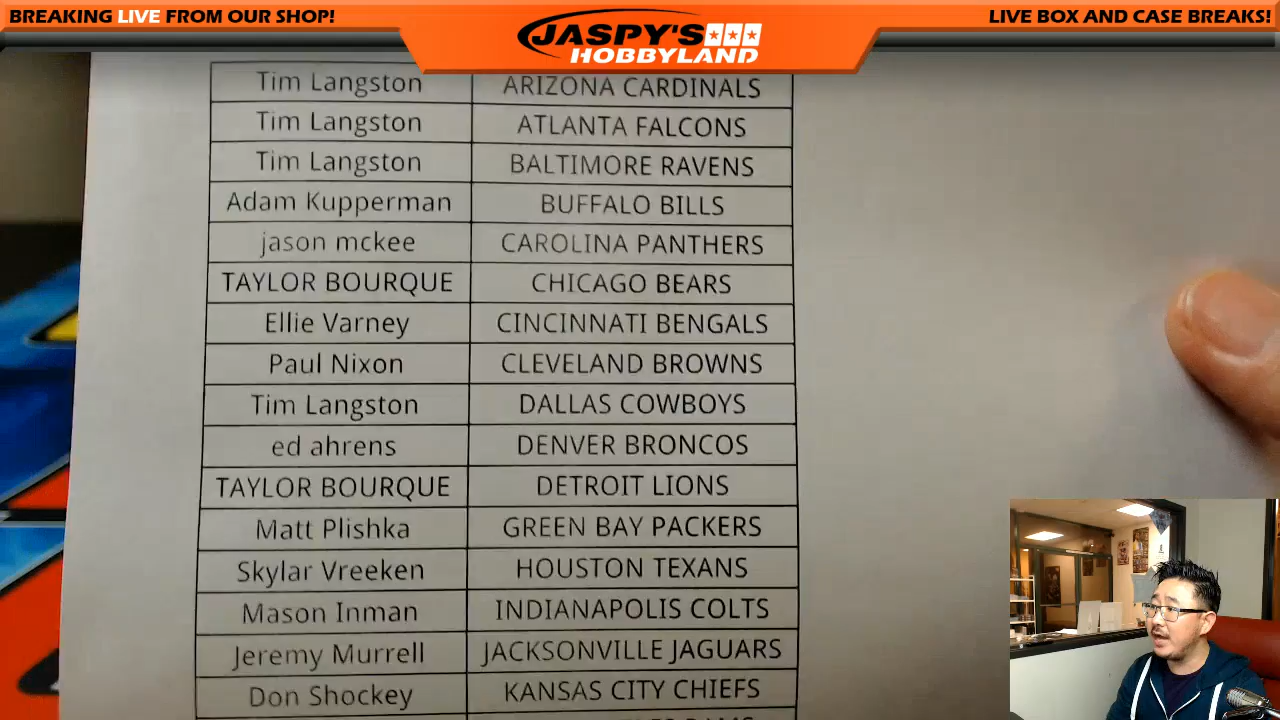 BREAKING LIVE FROM OUR SHOP!
JASPY'S
HOBBYLAND
LIVE BOX AND CASE BREAKS!
Tim Langston ARIZONA CARDINALS
Tim Langston ATLANTA FALCONS
Tim Langston BALTIMORE RAVENS
Adam Kupperman BUFFALO BILLS
jason mckee CAROLINA PANTHERS
TAYLOR BOURQUE CHICAGO BEARS
Ellie Varney CINCINNATI BENGALS
Paul Nixon CLEVELAND BROWNS
Tim Langston DALLAS COWBOYS
ed ahrens DENVER BRONCOS
TAYLOR BOURQUE DETROIT LIONS
Matt Plishka GREEN BAY PACKERS
Skylar Vreeken HOUSTON TEXANS
Mason Inman INDIANAPOLIS COLTS
Jeremy Murrell JACKSONVILLE JAGUARS
Don Shockey KANSAS CITY CHIEFS